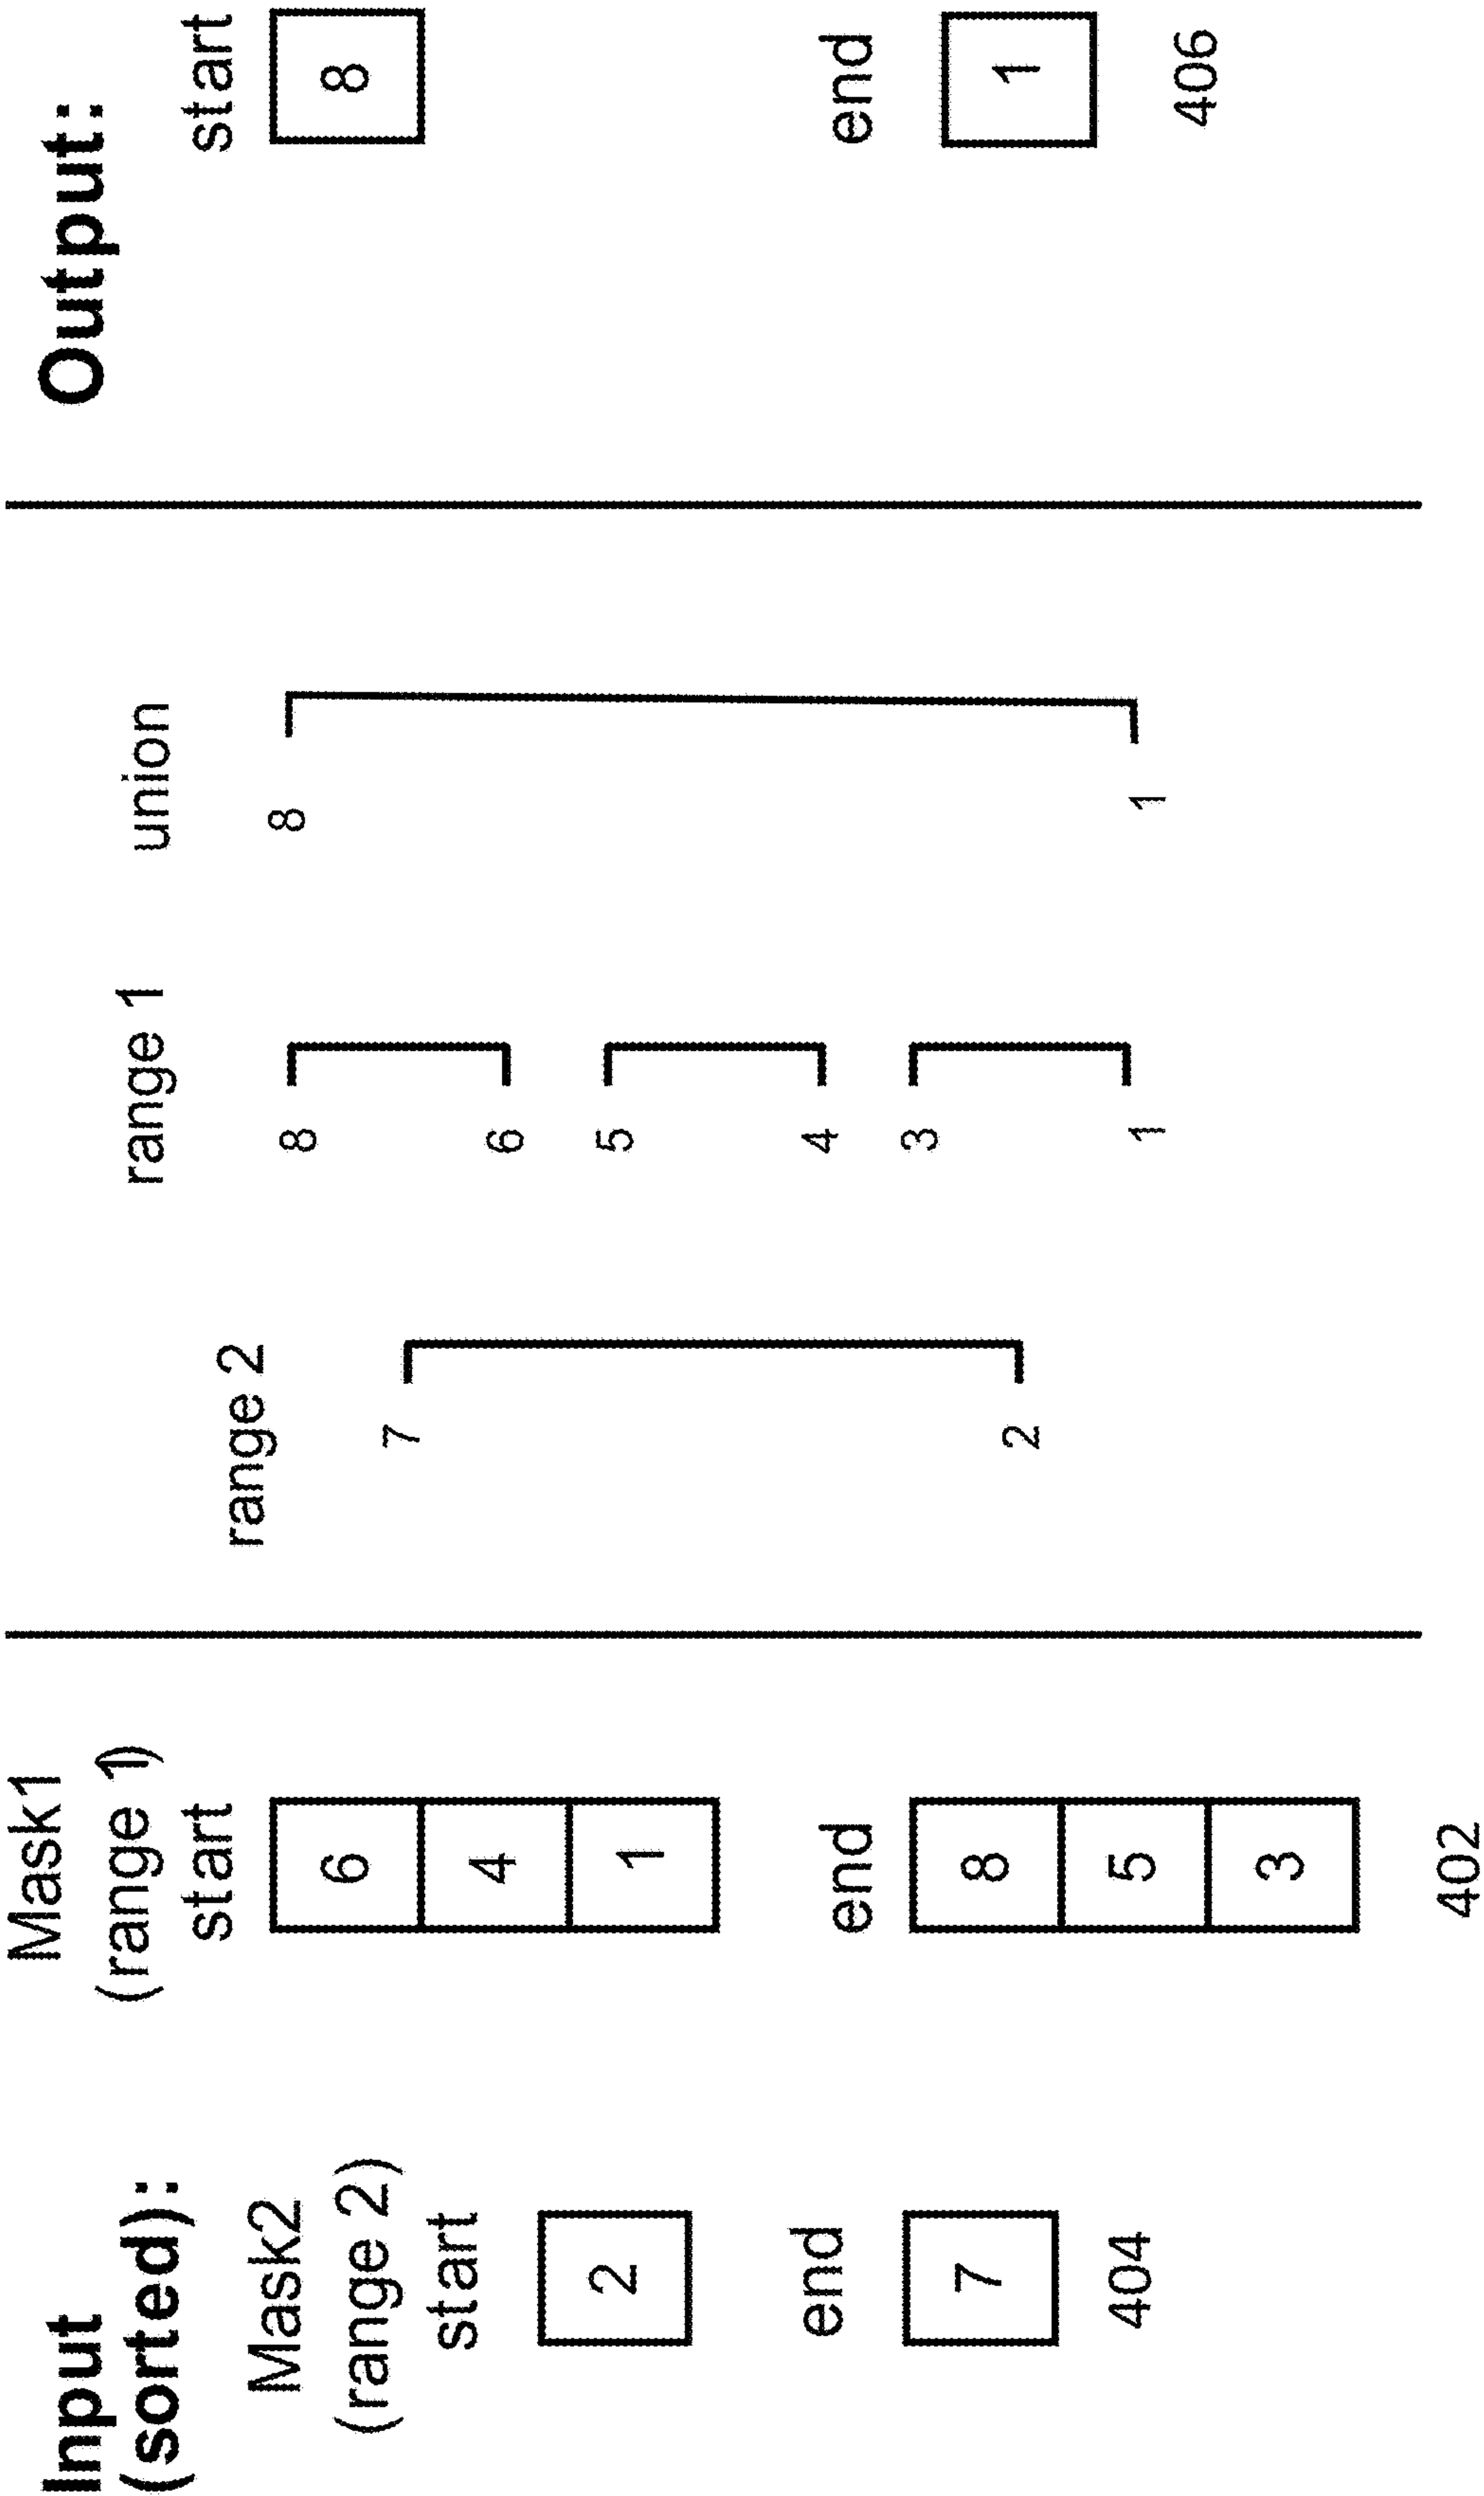 Input
(sorted):
Mask2
(range 2)
start
2
end
7
404
Mask1
(range 1)
start
6
4
1
end
8
5
3
402
range 2
7
2
range 1
8
6
5
4
3
1
union
8
1
Output:
start
8
end
1
406